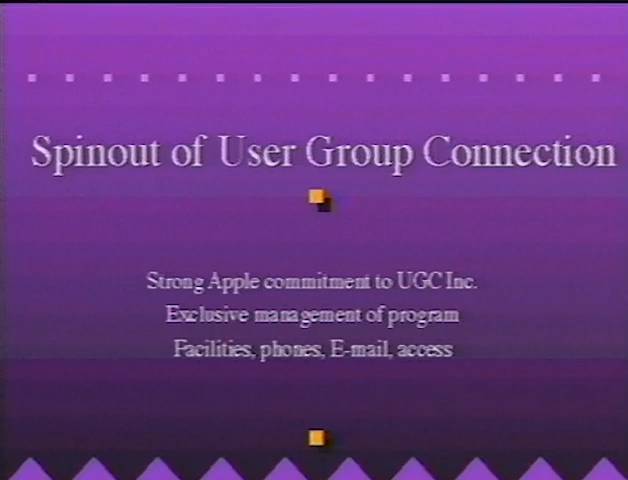 Spinout of User Group Connection
Strong Apple commitment to UGC Inc.
Exclusive management of program
Facilities, phones, E-mail, access